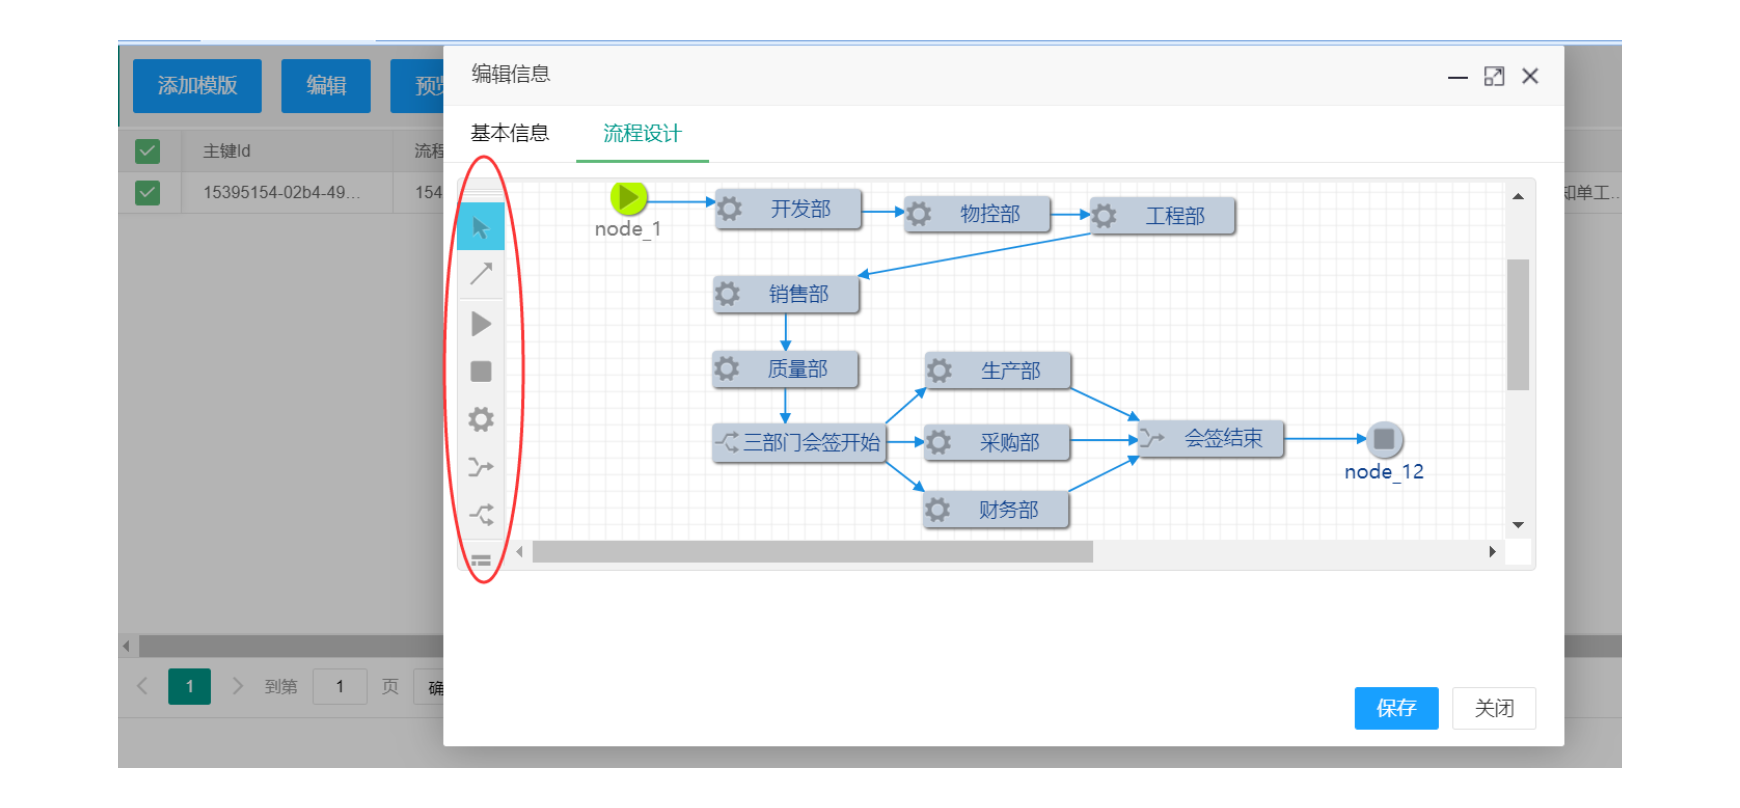 添加模版
编辑
预览
编辑信息
基本信息
流程设计
主键Id
流程
15395154-02b4-49...
154
知单工...
node_1
开发部
物控部
工程部
销售部
质量部
生产部
三部门会签开始
采购部
会签结束
node_12
财务部
1
到第
1
页
确
保存
关闭